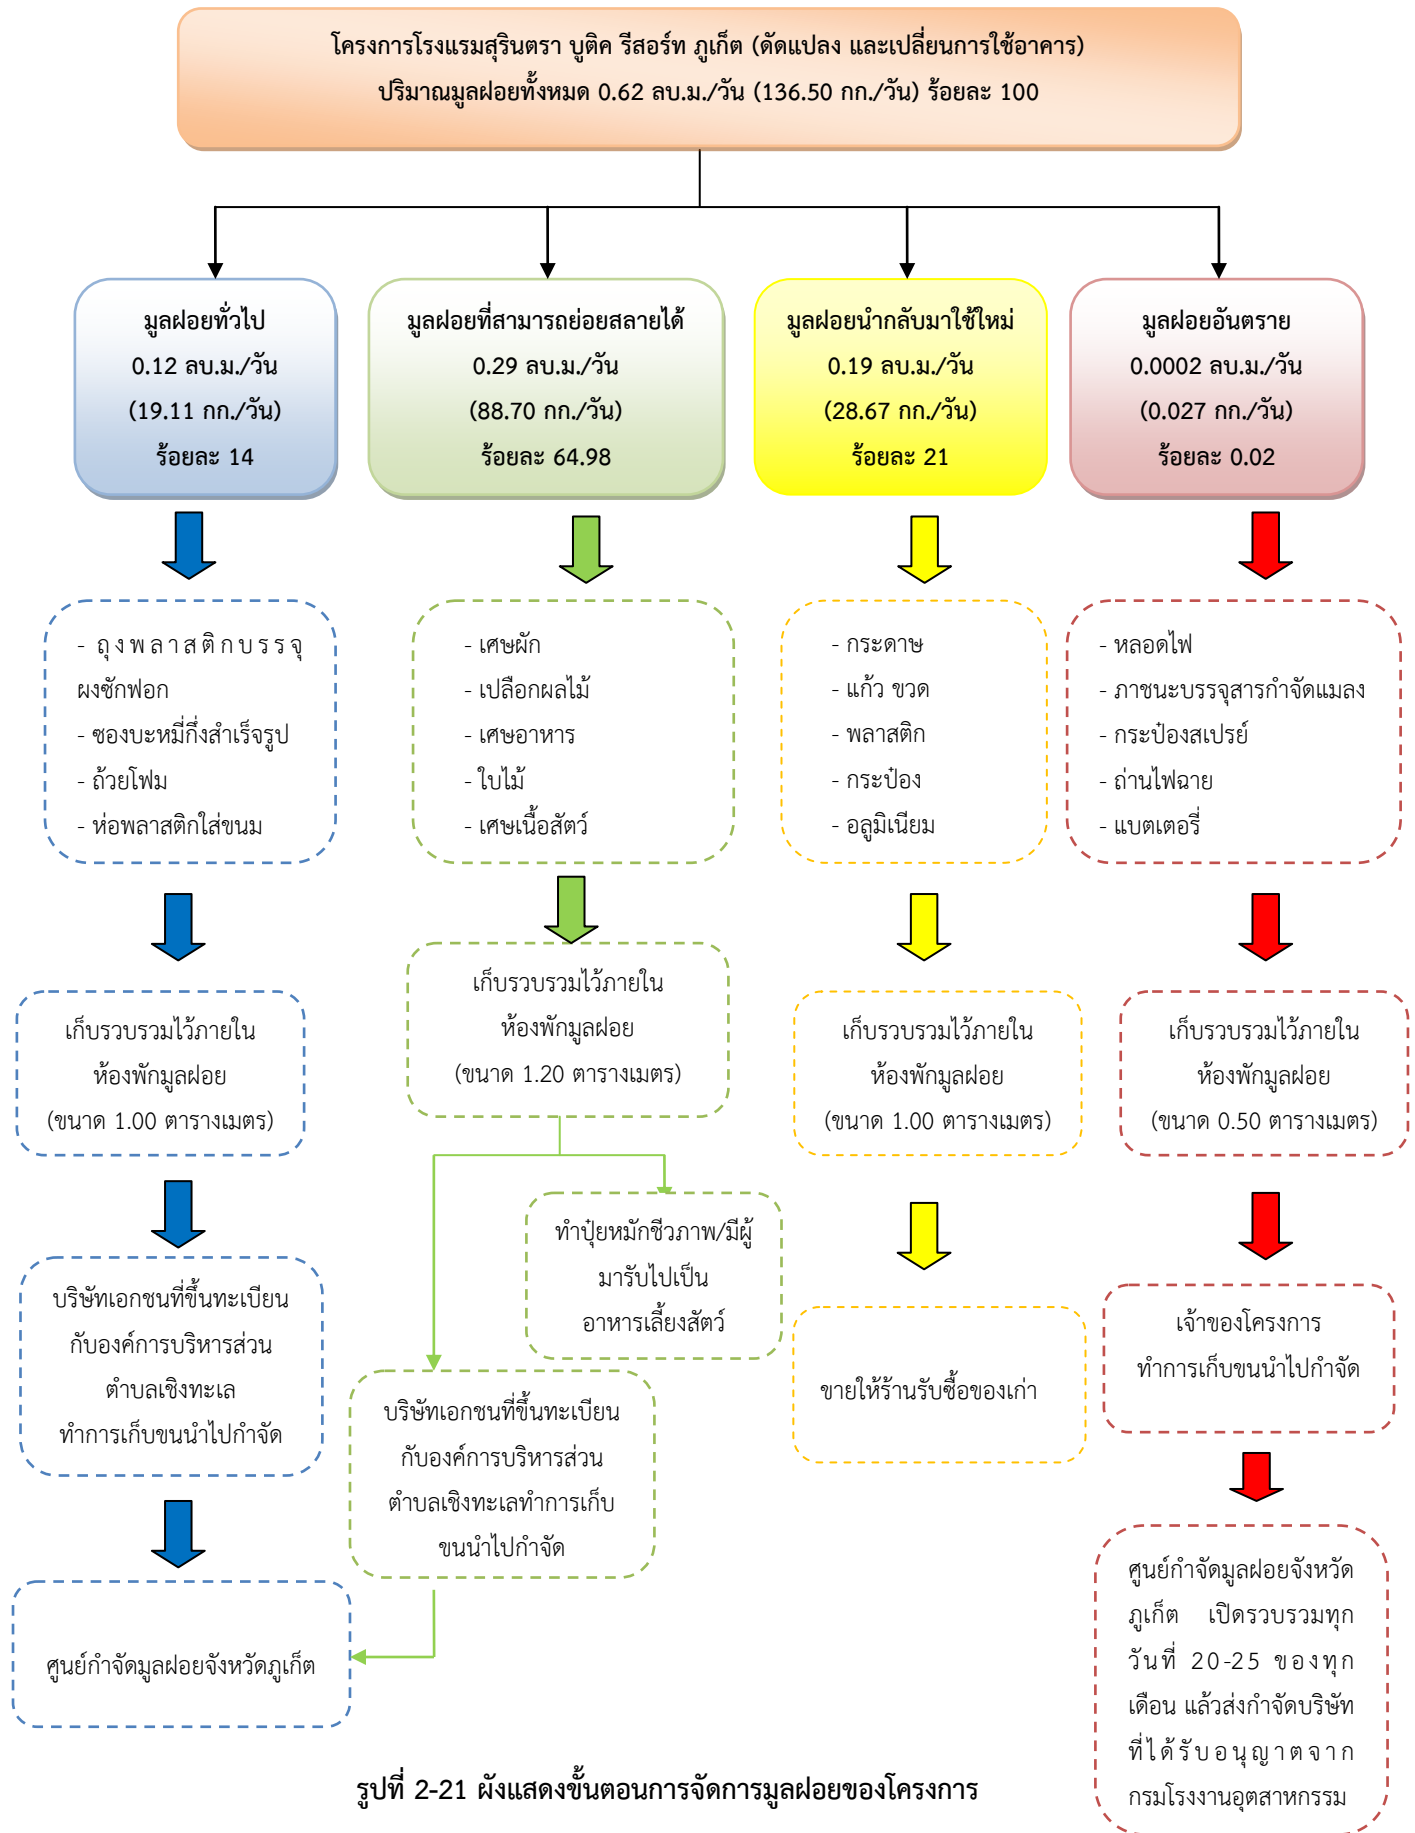 โครงการโรงแรมสุรินตรา บูติค รีสอร์ท ภูเก็ต (ดัดแปลง และเปลี่ยนการใช้อาคาร)
ปริมาณมูลฝอยทั้งหมด 0.62 ลบ.ม./วัน (136.50 กก./วัน) ร้อยละ 100
มูลฝอยทั่วไป
0.12 ลบ.ม./วัน
(19.11 กก./วัน)
ร้อยละ 14
มูลฝอยที่สามารถย่อยสลายได้
0.29 ลบ.ม./วัน
(88.70 กก./วัน)
ร้อยละ 64.98
มูลฝอยนำกลับมาใช้ใหม่
0.19 ลบ.ม./วัน
(28.67 กก./วัน)
ร้อยละ 21
มูลฝอยอันตราย
0.0002 ลบ.ม./วัน
(0.027 กก./วัน)
ร้อยละ 0.02
- ถุงพลาสติกบรรจุ
ผงซักฟอก
- ซองบะหมี่กึ่งสำเร็จรูป
- ถ้วยโฟม
- ห่อพลาสติกใส่ขนม
- เศษผัก
- เปลือกผลไม้
- เศษอาหาร
- ใบไม้
- เศษเนื้อสัตว์
- กระดาษ
- แก้ว ขวด
- พลาสติก
- กระป๋อง
- อลูมิเนียม
- หลอดไฟ
- ภาชนะบรรจุสารกำจัดแมลง
- กระป๋องสเปรย์
- ถ่านไฟฉาย
- แบตเตอรี่
เก็บรวบรวมไว้ภายใน
ห้องพักมูลฝอย
(ขนาด 1.00 ตารางเมตร)
เก็บรวบรวมไว้ภายใน
ห้องพักมูลฝอย
(ขนาด 1.20 ตารางเมตร)
เก็บรวบรวมไว้ภายใน
ห้องพักมูลฝอย
(ขนาด 1.00 ตารางเมตร)
เก็บรวบรวมไว้ภายใน
ห้องพักมูลฝอย
(ขนาด 0.50 ตารางเมตร)
บริษัทเอกชนที่ขึ้นทะเบียน
กับองค์การบริหารส่วน
ตำบลเชิงทะเล
ทำการเก็บขนนำไปกำจัด
ทำปุ๋ยหมักชีวภาพ/มีผู้
มารับไปเป็น
อาหารเลี้ยงสัตว์
บริษัทเอกชนที่ขึ้นทะเบียน
กับองค์การบริหารส่วน
ตำบลเชิงทะเลทำการเก็บ
ขนนำไปกำจัด
ขายให้ร้านรับซื้อของเก่า
เจ้าของโครงการ
ทำการเก็บขนนำไปกำจัด
ศูนย์กำจัดมูลฝอยจังหวัดภูเก็ต
ศูนย์กำจัดมูลฝอยจังหวัด
ภูเก็ต เปิดรวบรวมทุก
วันที่ 20-25 ของทุก
เดือน แล้วส่งกำจัดบริษัท
ที่ได้รับอนุญาตจาก
กรมโรงงานอุตสาหกรรม
รูปที่ 2-21 ผังแสดงขั้นตอนการจัดการมูลฝอยของโครงการ